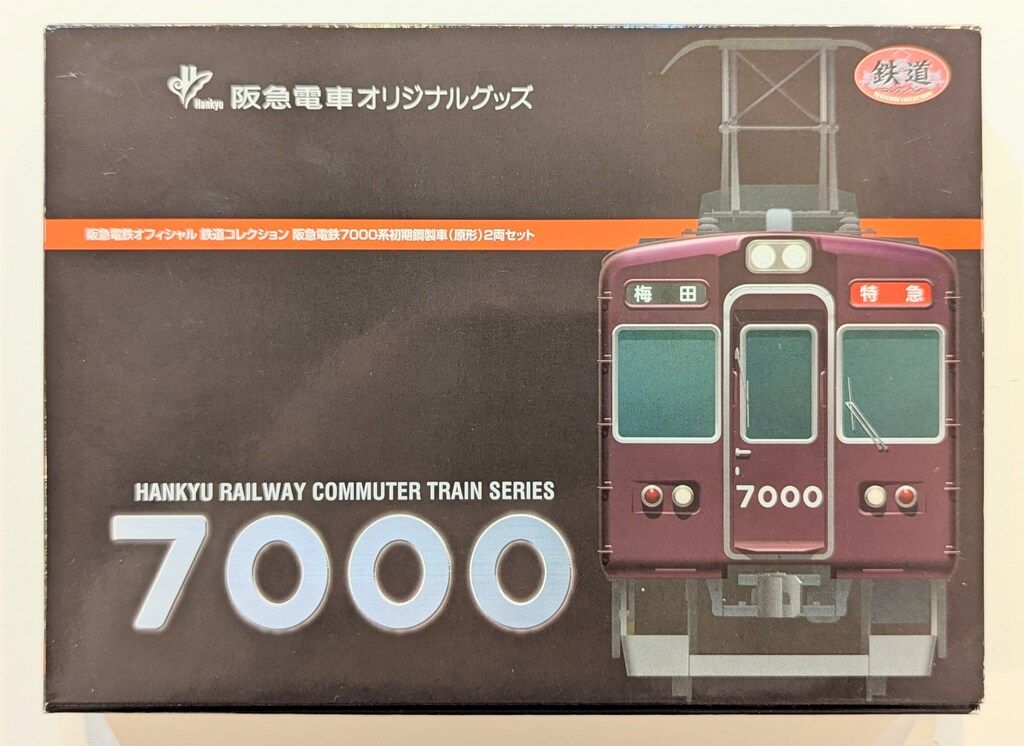 Hankyu 阪急電車オリジナルグッズ
鉄道
コレクション
阪急電鉄オフィシャル 鉄道コレクション 阪急電鉄7000系初期鋼製車(原形)2両セット
梅田
特急
7000
HANKYU RAILWAY COMMUTER TRAIN SERIES
7000